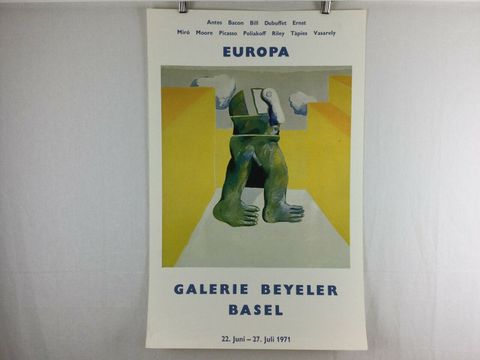 Antes Bacon Bill Dubuffet Ernst
Miró Moore Picasso Poliakoff Riley Tàpies Vasarely
EUROPA
GALERIE BEYELER
BASEL
22. Juni – 27. Juli 1971